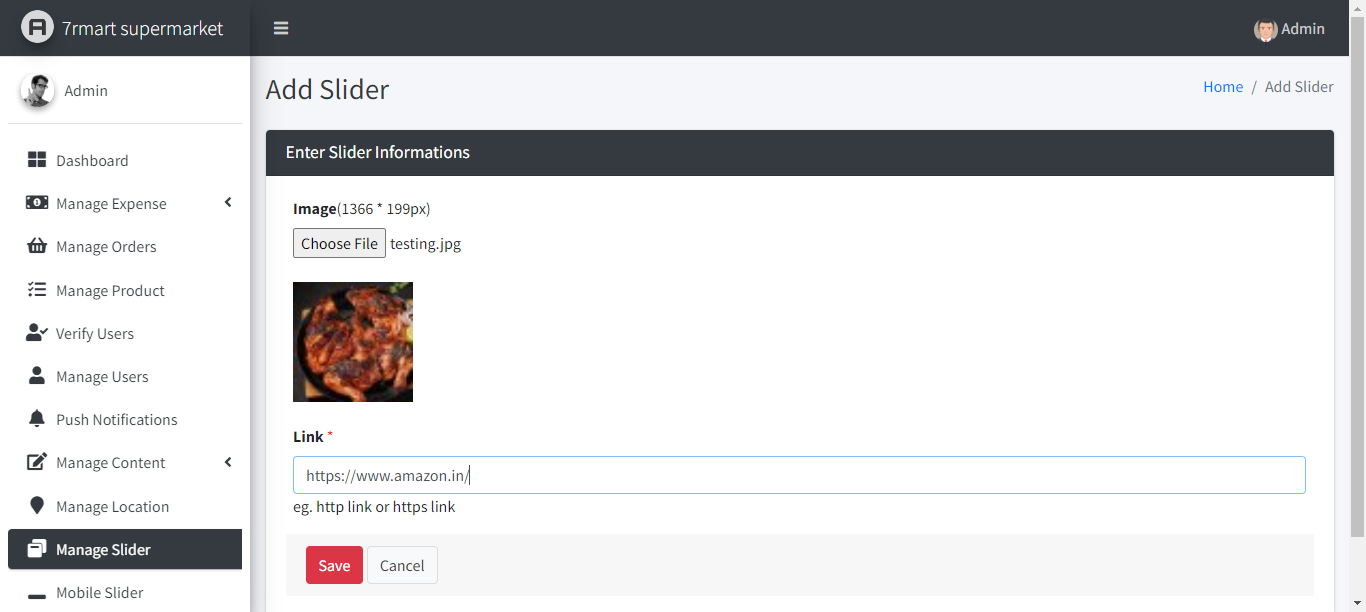 7rmart supermarket
Admin
Admin
Add Slider
Home / Add Slider
Dashboard
Manage Expense
Manage Orders
Manage Product
Verify Users
Manage Users
Push Notifications
Manage Content
Manage Location
Manage Slider
Mobile Slider
Enter Slider Informations
Image(1366 * 199px)
Choose File testing.jpg
Link *
https://www.amazon.in/
eg. http link or https link
Save Cancel